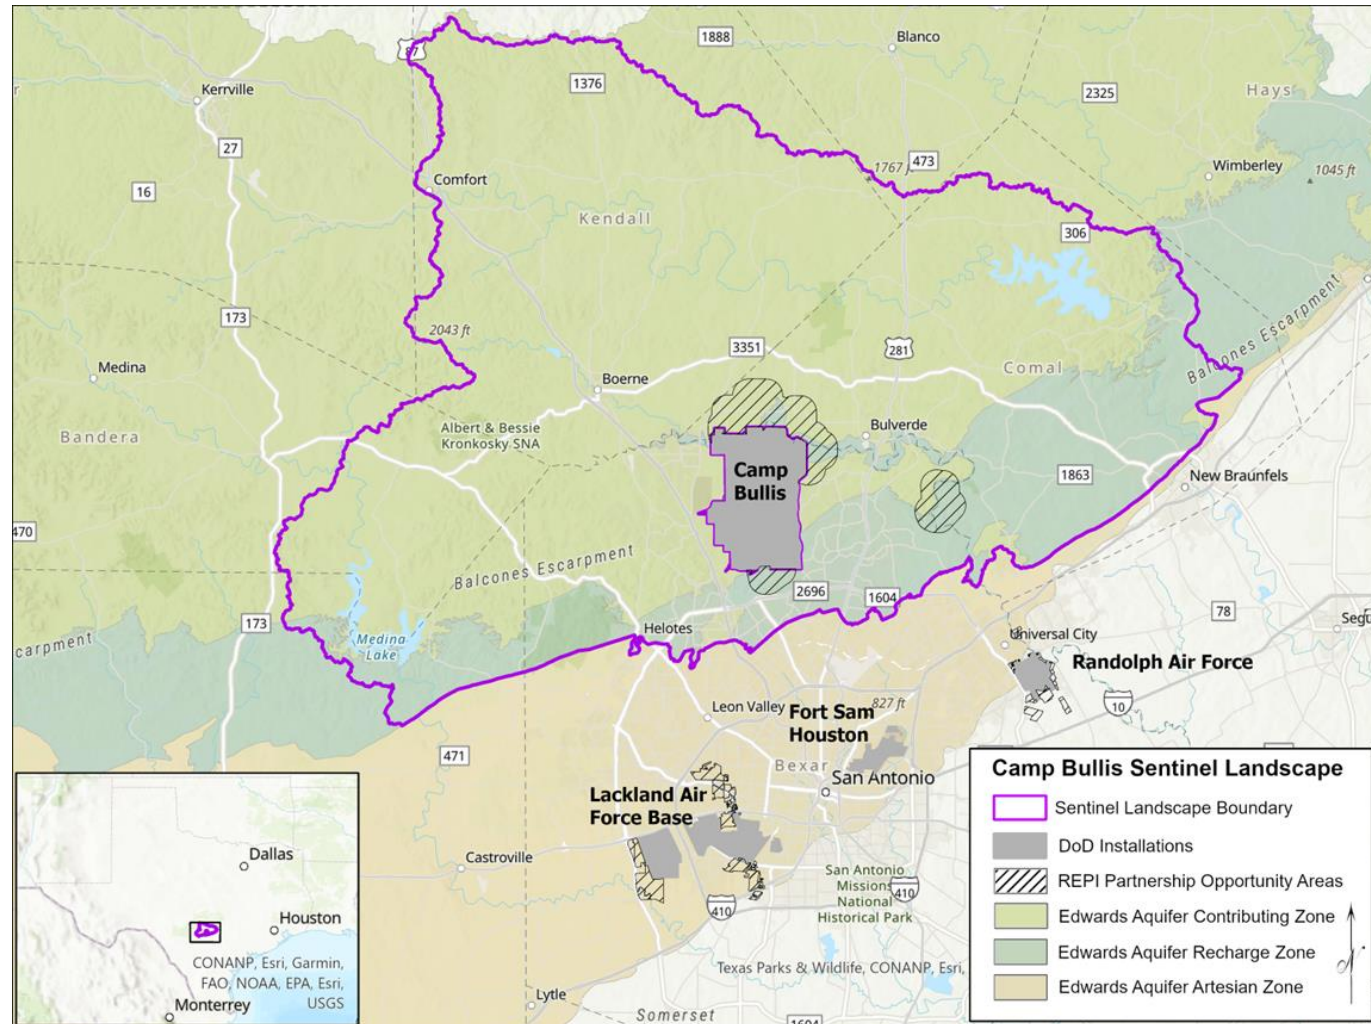 87
1888
Blanco
1376
2325
Hays
Kerrville
27
1767 ft
473
Wimberley
1045 ft
16
Comfort
Kendall
306
173
2043 ft
3351
281
Balcones Escarpment
Medina
Comal
Boerne
Albert & Bessie
Kronkosky SNA
Bandera
Bulverde
Camp
Bullis
1863
New Braunfels
470
Balcones Escarpment
2696
1604
78
173
Helotes
carpment
Medina
Lake
Universal City
Randolph Air Force
10
Leon Valley
827 ft
Fort Sam
Houston
471
Bexar
San Antonio
Lackland Air
Force Base
Castroville
San Antonio
Missions
National
Historical Park
410
410
Texas Parks & Wildlife, CONANP, Esri,
Lytle
Somerset
1604
Dallas
Houston
CONANP, Esri, Garmin,
FAO, NOAA, EPA, Esri,
USGS
Monterrey
Camp Bullis Sentinel Landscape
Sentinel Landscape Boundary
DoD Installations
REPI Partnership Opportunity Areas
Edwards Aquifer Contributing Zone
Edwards Aquifer Recharge Zone
Edwards Aquifer Artesian Zone
N